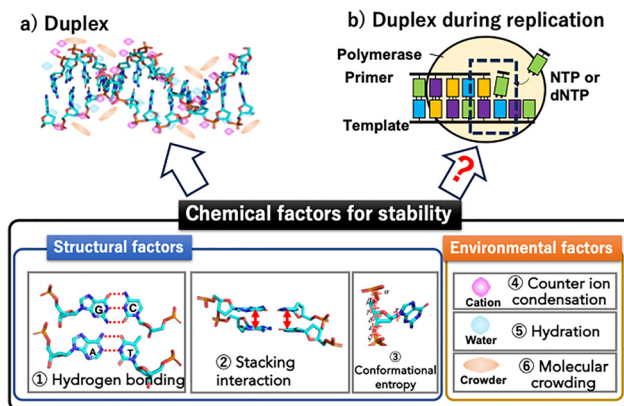 a) Duplex
b) Duplex during replication
Polymerase
Primer
NTP or
dNTP
Template
?
Chemical factors for stability
Structural factors
Environmental factors
G
C
A
T
① Hydrogen bonding
② Stacking
interaction
α
③
Conformational
entropy
Cation
④ Counter ion
condensation
Water
⑤ Hydration
Crowder
⑥ Molecular
crowding